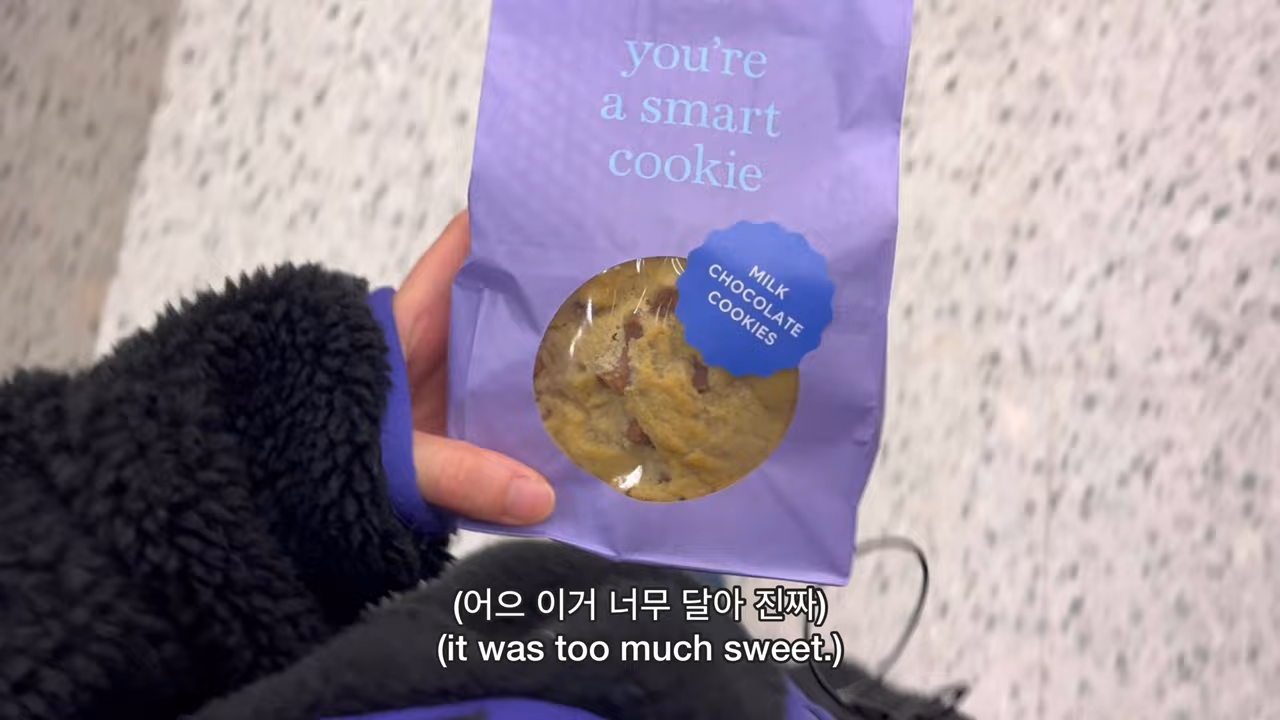 you're
a smart
cookie
MILK
CHOCOLATE
COOKIES
(어으 이거 너무 달아 진짜)
(it was too much sweet.)